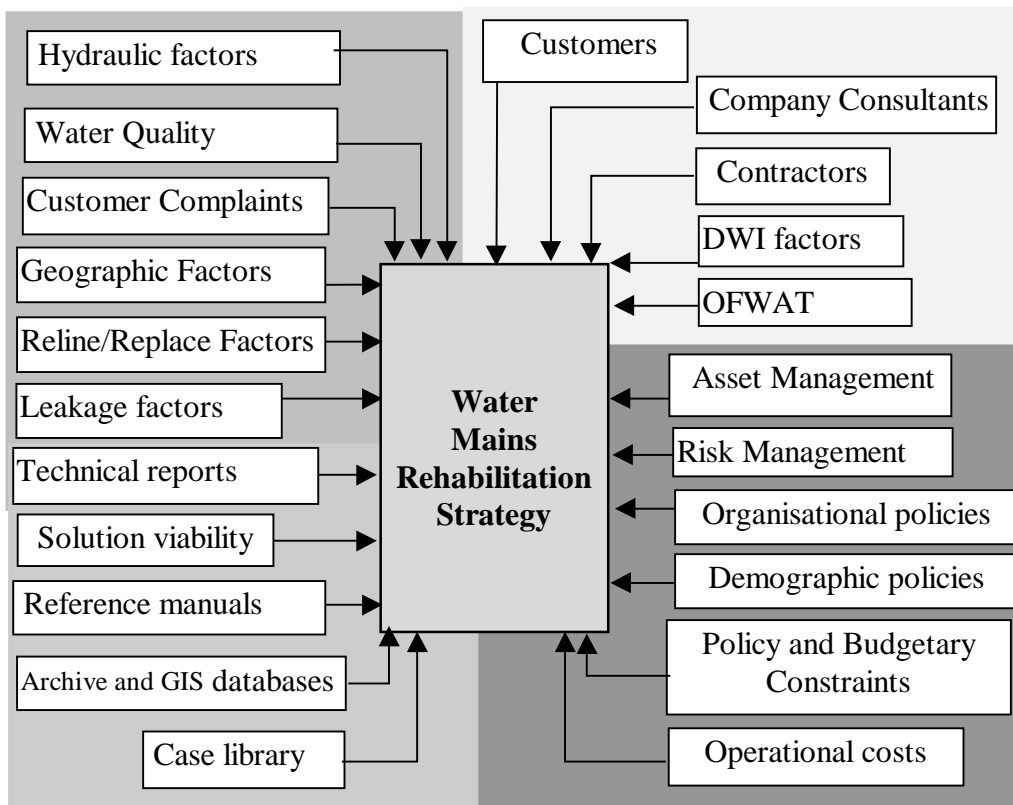 Hydraulic factors
Water Quality
Customer Complaints
Geographic Factors
Reline/Replace Factors
Leakage factors
Technical reports
Solution viability
Reference manuals
Archive and GIS databases
Case library
Water
Mains
Rehabilitation
Strategy
Customers
Company Consultants
Contractors
DWI factors
OFWAT
Asset Management
Risk Management
Organisational policies
Demographic policies
Policy and Budgetary
Constraints
Operational costs